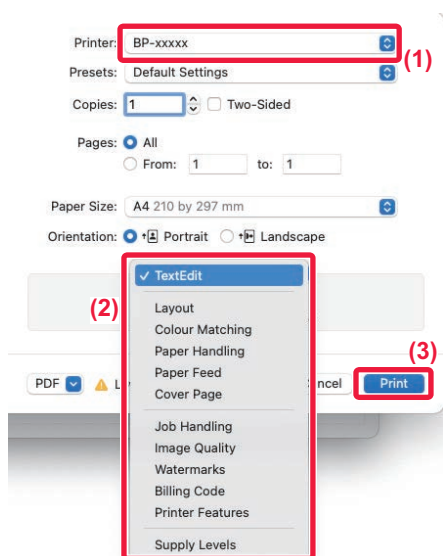 Printer: BP-xxxxx
(1)
Presets: Default Settings
Copies: 1 Two-Sided
Pages: All
From: 1 to: 1
Paper Size: A4 210 by 297 mm
Orientation: Portrait Landscape
(2)
✓ TextEdit
Layout
Colour Matching
Paper Handling
Paper Feed
Cover Page
Job Handling
Image Quality
Watermarks
Billing Code
Printer Features
Supply Levels
(3)
PDF Print